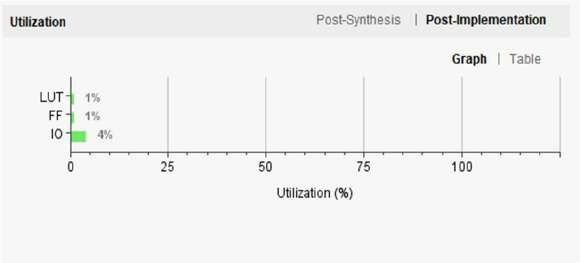 Utilization Post-Synthesis | Post-Implementation
Graph | Table
LUT 1%
FF 1%
IO 4%
0 25 50 75 100
Utilization (%)